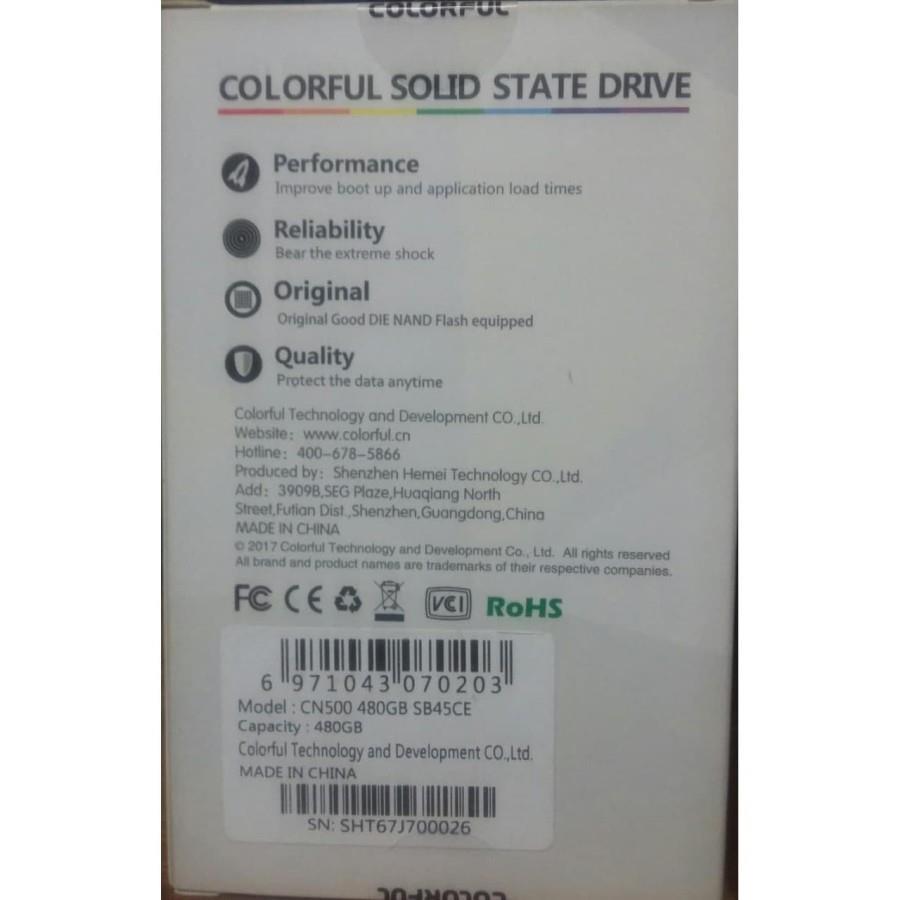 COLORFUL
COLORFUL SOLID STATE DRIVE
Performance
Improve boot up and application load times
Reliability
Bear the extreme shock
Original
Original Good DIE NAND Flash equipped
Quality
Protect the data anytime
Colorful Technology and Development CO.,Ltd.
Website: www.colorful.cn
Hotline: 400-678-5866
Produced by: Shenzhen Hemei Technology CO.,Ltd.
Add: 3909B,SEG Plaze,Huaqiang North
Street,Futian Dist.,Shenzhen,Guangdong,China
MADE IN CHINA
© 2017 Colorful Technology and Development Co., Ltd. All rights reserved
All brand and product names are trademarks of their respective companies.
FC CE VCI RoHS
6 971043 070203
Model : CN500 480GB SB45CE
Capacity : 480GB
Colorful Technology and Development CO.,Ltd.
MADE IN CHINA
SN: SHT67J700026
COLORFUL